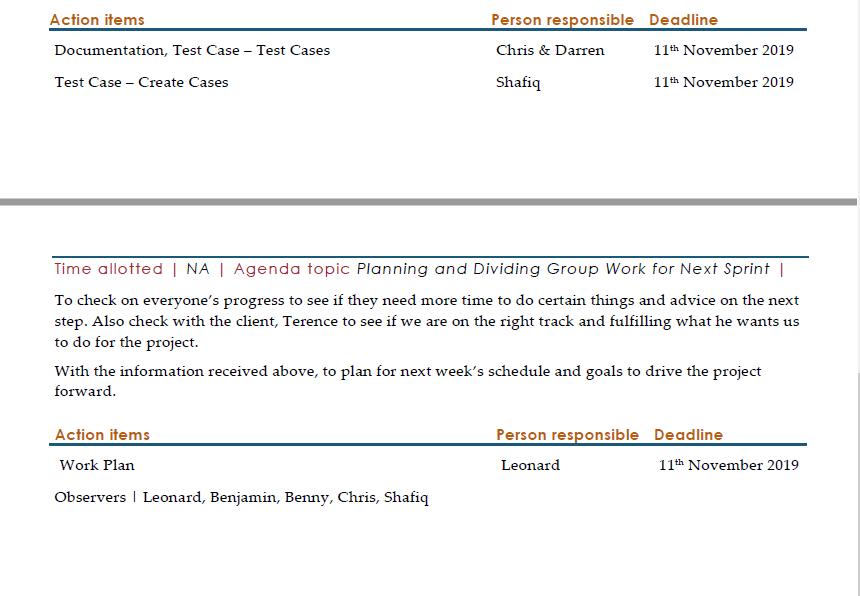 Action items Person responsible Deadline
Documentation, Test Case – Test Cases Chris & Darren 11th November 2019
Test Case – Create Cases Shafiq 11th November 2019
Time allotted | NA | Agenda topic Planning and Dividing Group Work for Next Sprint |
To check on everyone’s progress to see if they need more time to do certain things and advice on the next
step. Also check with the client, Terence to see if we are on the right track and fulfilling what he wants us
to do for the project.
With the information received above, to plan for next week’s schedule and goals to drive the project
forward.
Action items Person responsible Deadline
Work Plan Leonard 11th November 2019
Observers | Leonard, Benjamin, Benny, Chris, Shafiq